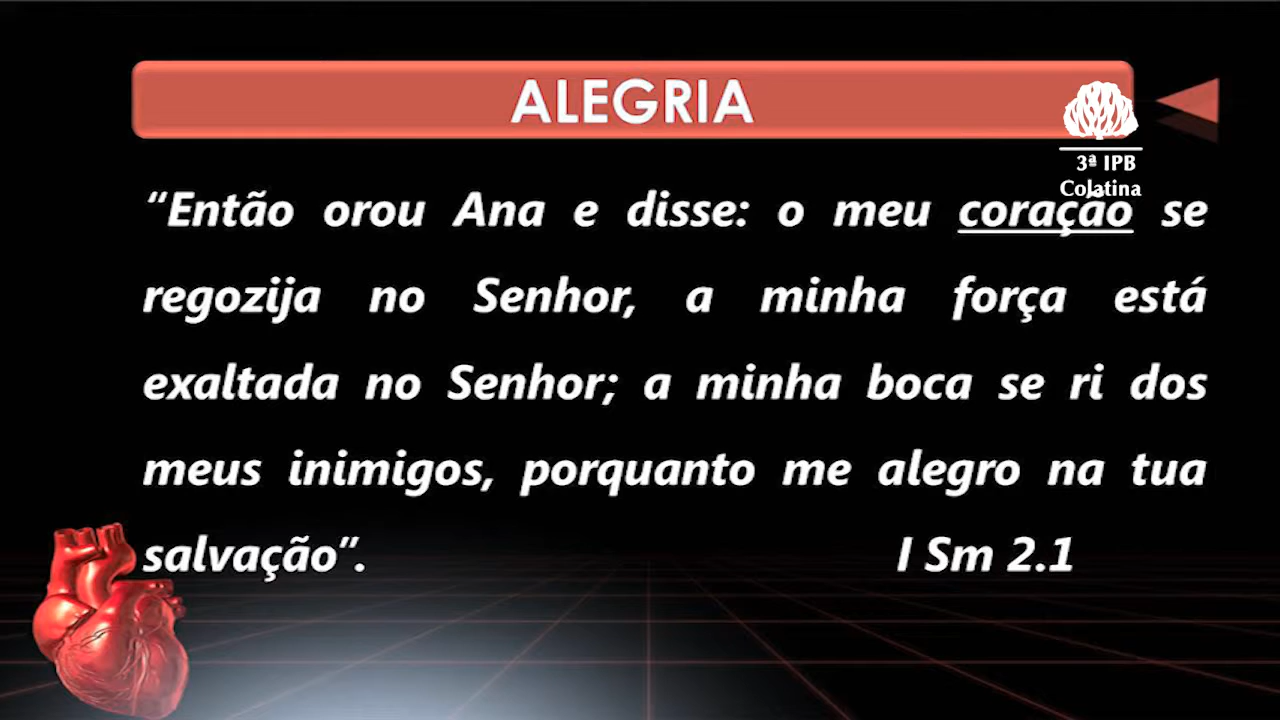 ALEGRIA
3ª IPB
Colatina
“Então orou Ana e disse: o meu coração se
regozija no Senhor, a minha força está
exaltada no Senhor; a minha boca se ri dos
meus inimigos, porquanto me alegro na tua
salvação”. I Sm 2.1